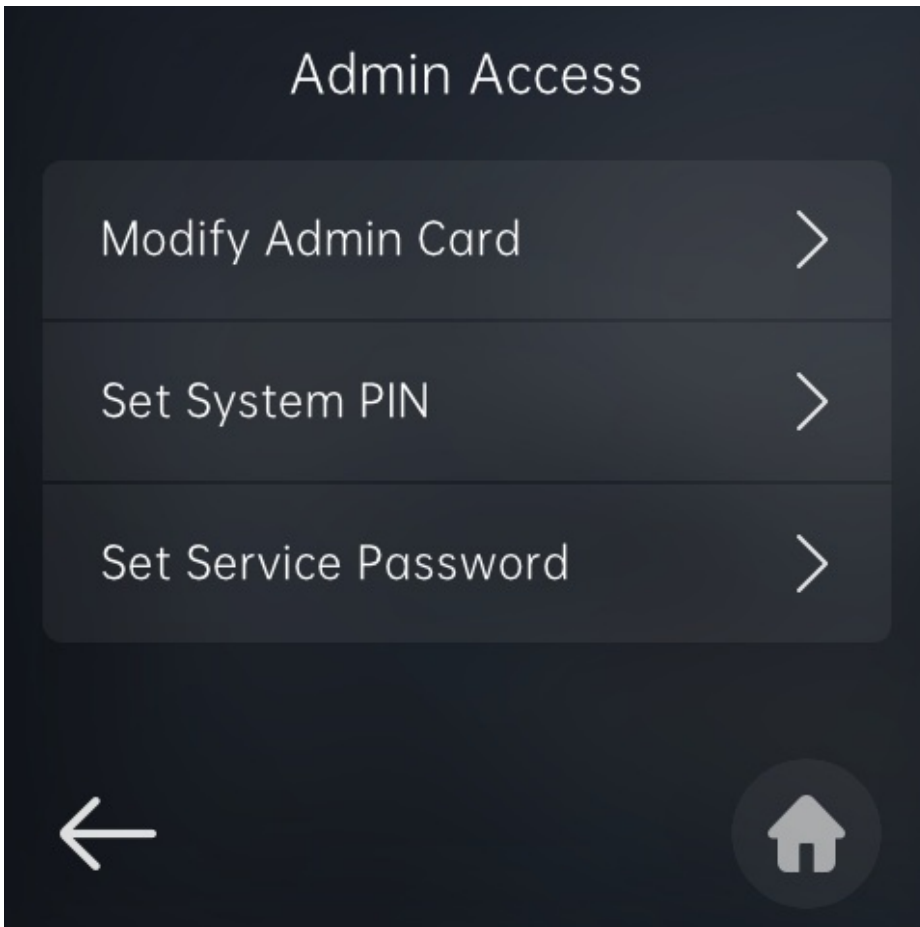 Admin Access
Modify Admin Card
Set System PIN
Set Service Password